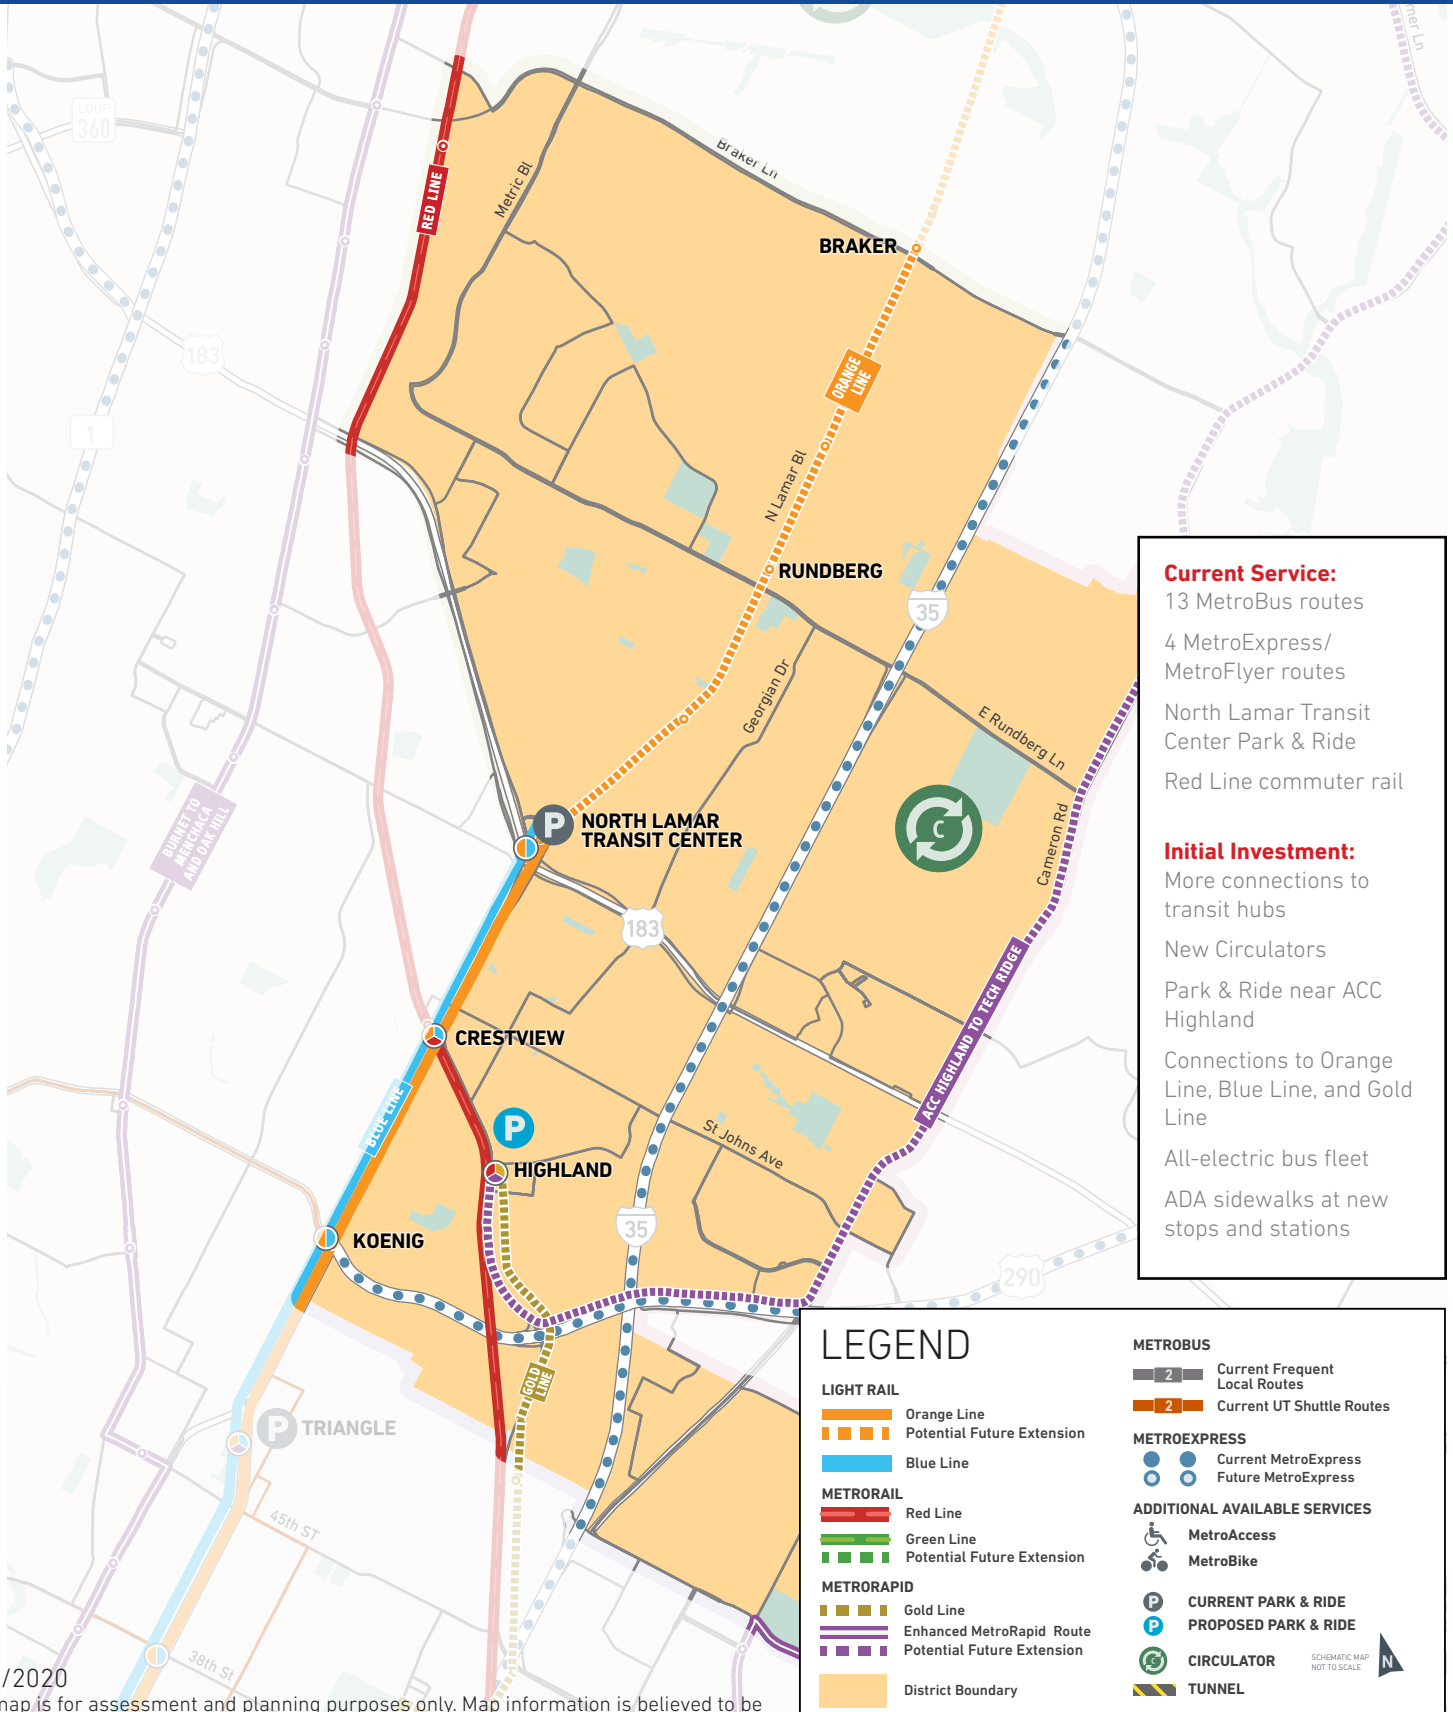 LOOP
360
mer Ln
Braker Ln
Metric Bl
RED LINE
BRAKER
183
ORANGE
LINE
1
N Lamar Bl
RUNDBERG
35
Georgian Dr
E Rundberg Ln
BURNET TO
MENCHACA
AND OAK HILL
P
NORTH LAMAR
TRANSIT CENTER
C
Cameron Rd
183
ACC HIGHLAND TO TECH RIDGE
CRESTVIEW
BLUE LINE
P
St Johns Ave
HIGHLAND
35
KOENIG
290
GOLD
LINE
P
TRIANGLE
45th ST
38th St
Current Service:
13 MetroBus routes
4 MetroExpress/
MetroFlyer routes
North Lamar Transit
Center Park & Ride
Red Line commuter rail
Initial Investment:
More connections to
transit hubs
New Circulators
Park & Ride near ACC
Highland
Connections to Orange
Line, Blue Line, and Gold
Line
All-electric bus fleet
ADA sidewalks at new
stops and stations
LEGEND
LIGHT RAIL
Orange Line
Potential Future Extension
Blue Line
METRORAIL
Red Line
Green Line
Potential Future Extension
METRORAPID
Gold Line
Enhanced MetroRapid Route
Potential Future Extension
District Boundary
METROBUS
2
Current Frequent
Local Routes
2
Current UT Shuttle Routes
METROEXPRESS
Current MetroExpress
Future MetroExpress
ADDITIONAL AVAILABLE SERVICES
MetroAccess
MetroBike
P
CURRENT PARK & RIDE
P
PROPOSED PARK & RIDE
C
CIRCULATOR
SCHEMATIC MAP
NOT TO SCALE
N
TUNNEL
/2020
map is for assessment and planning purposes only. Map information is believed to be